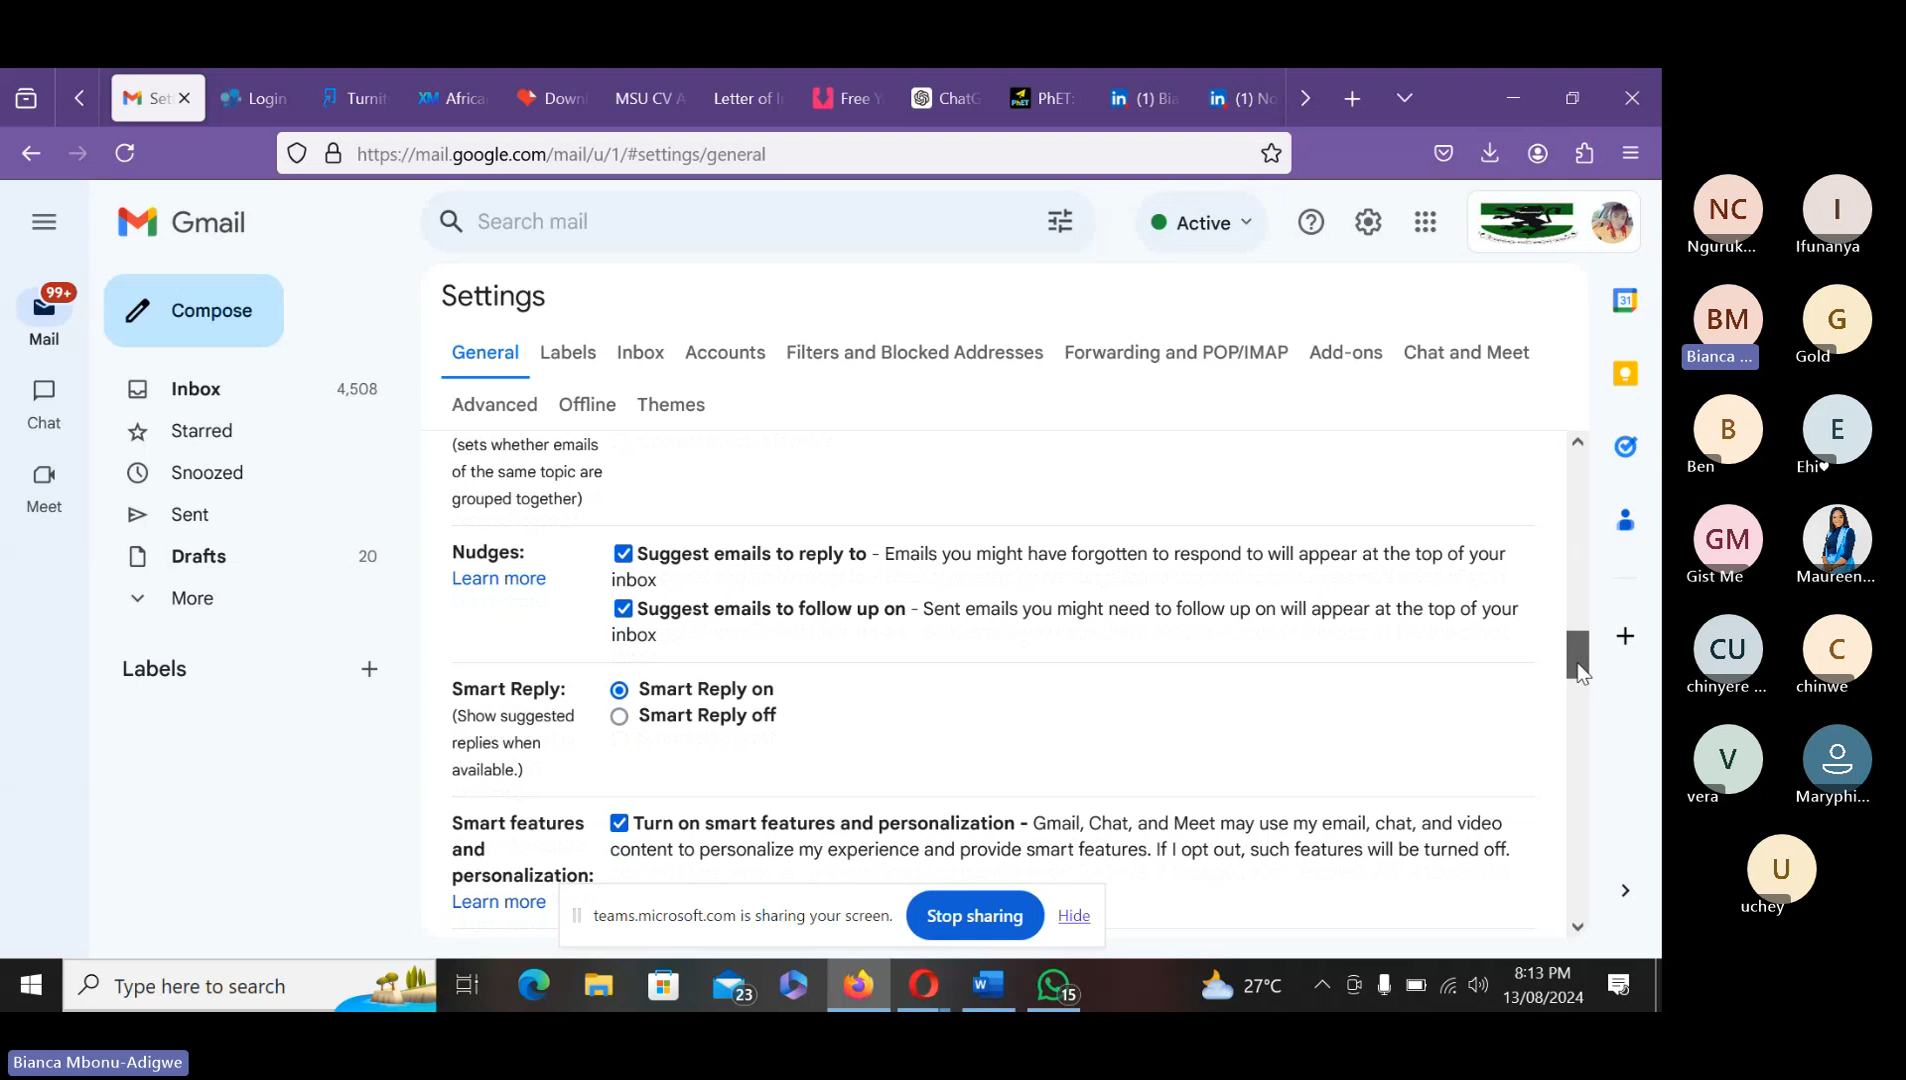 Set
Login
Turnit
XM Africa
Downl
MSU CV A
Letter of I
Free Y
ChatG
PhET:
(1) Bia
(1) No
https://mail.google.com/mail/u/1/#settings/general
Gmail
Search mail
Active
99+
Mail
Chat
Meet
Compose
Inbox 4,508
Starred
Snoozed
Sent
Drafts 20
More
Labels
Settings
General Labels Inbox Accounts Filters and Blocked Addresses Forwarding and POP/IMAP Add-ons Chat and Meet
Advanced Offline Themes
(sets whether emails
of the same topic are
grouped together)
Nudges:
Learn more
Suggest emails to reply to - Emails you might have forgotten to respond to will appear at the top of your
inbox
Suggest emails to follow up on - Sent emails you might need to follow up on will appear at the top of your
inbox
Smart Reply:
(Show suggested
replies when
available.)
Smart Reply on
Smart Reply off
Smart features
and
personalization:
Learn more
Turn on smart features and personalization - Gmail, Chat, and Meet may use my email, chat, and video
content to personalize my experience and provide smart features. If I opt out, such features will be turned off.
teams.microsoft.com is sharing your screen. Stop sharing Hide
31
Type here to search
23
15
27°C
8:13 PM
13/08/2024
NC
Nguruk...
I
Ifunanya
BM
Bianca ...
G
Gold
B
Ben
E
Ehi♥
GM
Gist Me
Maureen...
CU
chinyere ...
C
chinwe
V
vera
Maryphi...
U
uchey
Bianca Mbonu-Adigwe